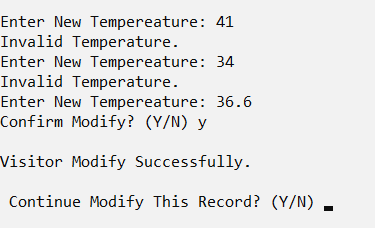 Enter New Tempereature: 41
Invalid Temperature.
Enter New Tempereature: 34
Invalid Temperature.
Enter New Tempereature: 36.6
Confirm Modify? (Y/N) y
Visitor Modify Successfully.
Continue Modify This Record? (Y/N)